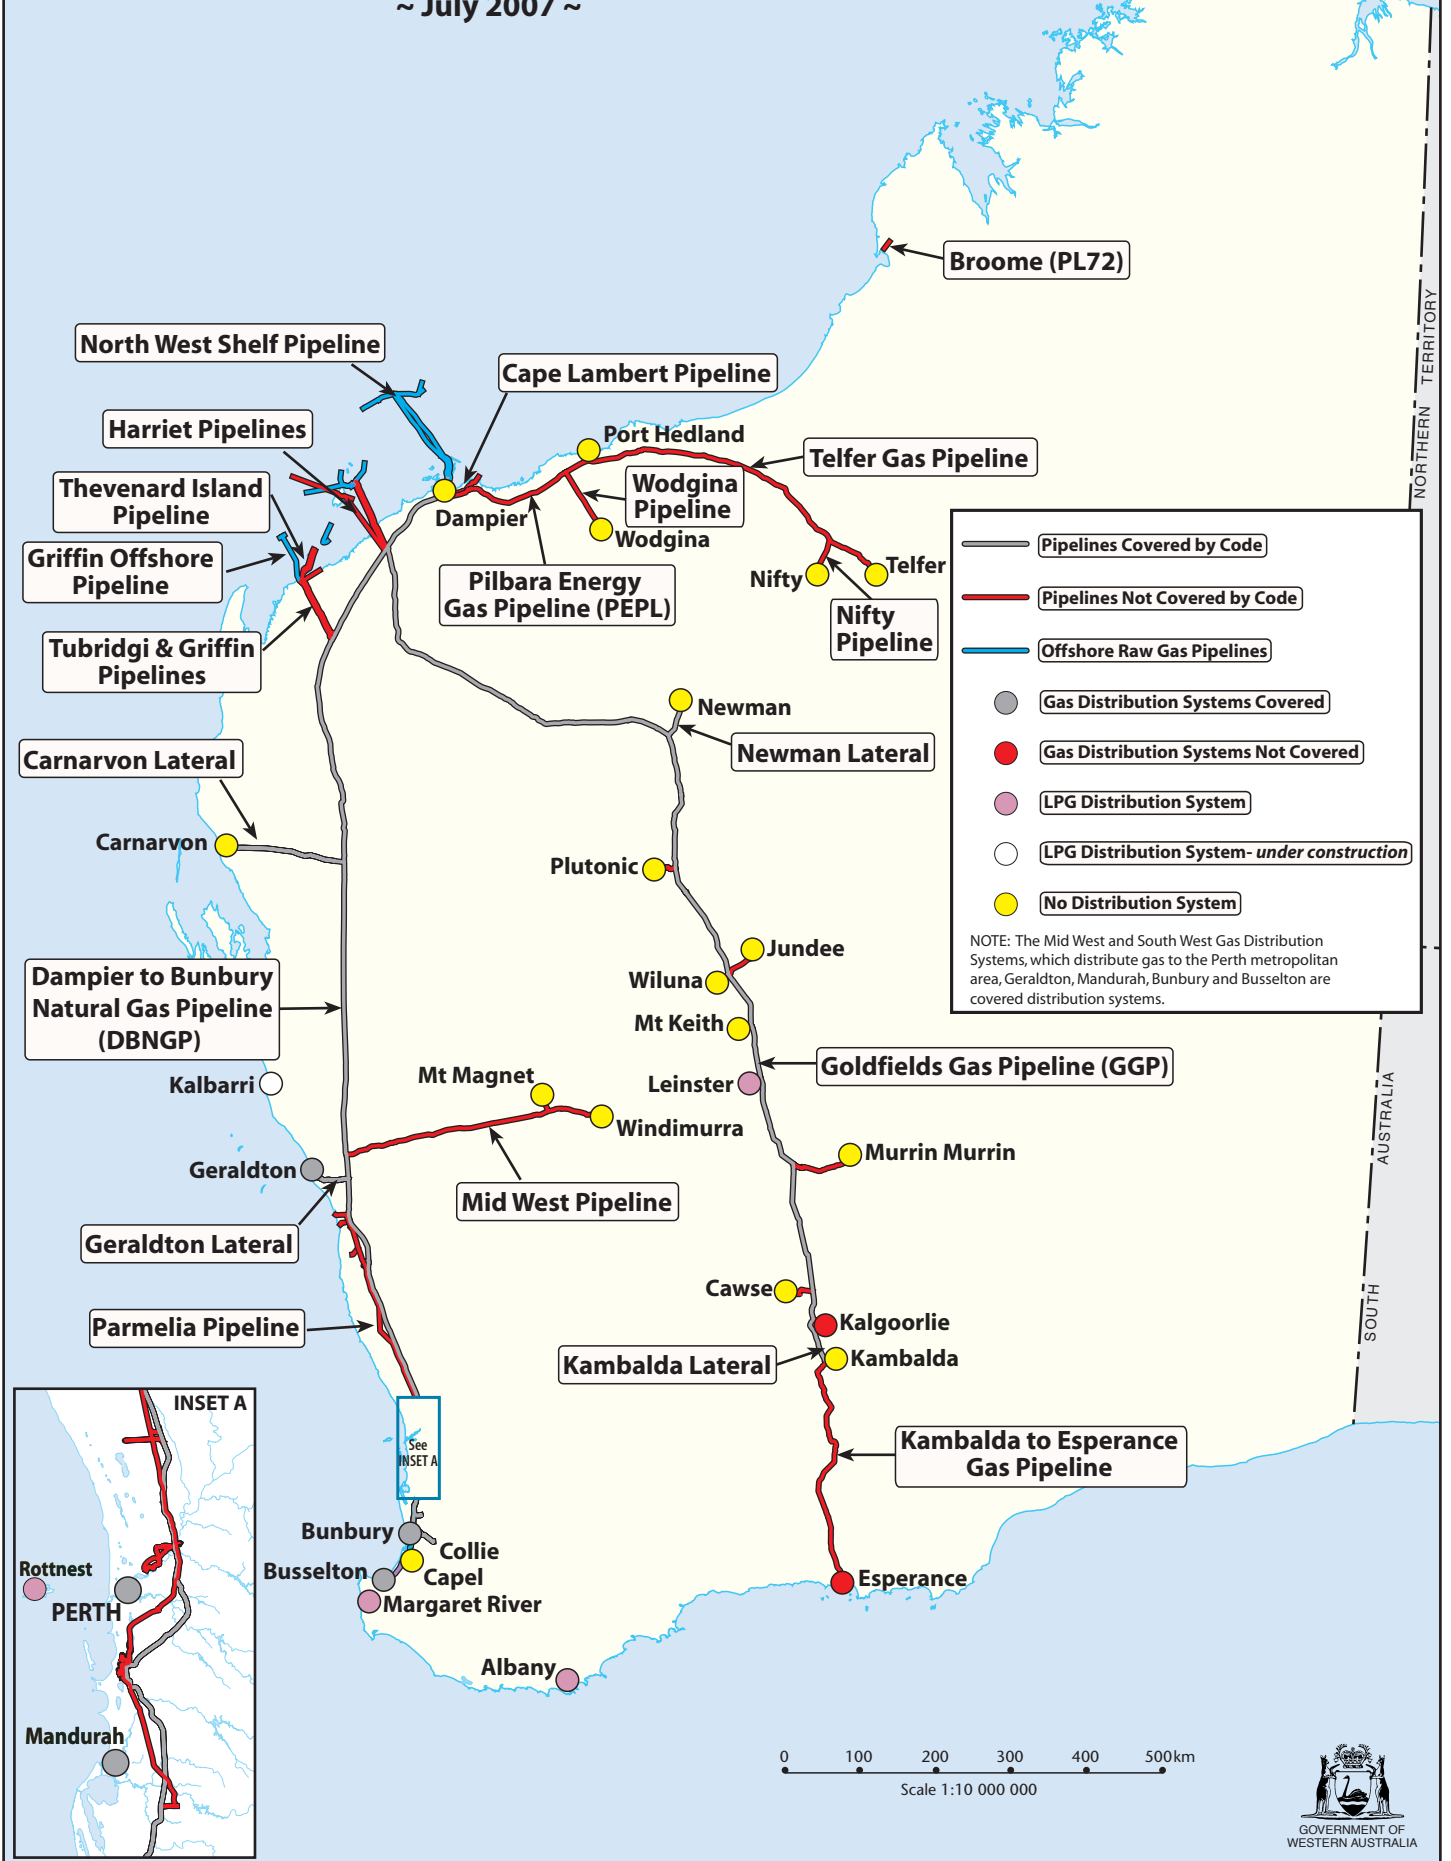 ~ July 2007 ~
Broome (PL72)
NORTHERN TERRITORY
North West Shelf Pipeline
Cape Lambert Pipeline
Harriet Pipelines
Port Hedland
Telfer Gas Pipeline
Thevenard Island
Pipeline
Wodgina
Pipeline
Dampier
Wodgina
Griffin Offshore
Pipeline
Pilbara Energy
Gas Pipeline (PEPL)
Nifty
Telfer
Nifty
Pipeline
Tubridgi & Griffin
Pipelines
Pipelines Covered by Code
Pipelines Not Covered by Code
Offshore Raw Gas Pipelines
Gas Distribution Systems Covered
Gas Distribution Systems Not Covered
LPG Distribution System
LPG Distribution System- under construction
No Distribution System
NOTE: The Mid West and South West Gas Distribution
Systems, which distribute gas to the Perth metropolitan
area, Geraldton, Mandurah, Bunbury and Busselton are
covered distribution systems.
Newman
Newman Lateral
Carnarvon Lateral
Carnarvon
Plutonic
Jundee
Wiluna
Dampier to Bunbury
Natural Gas Pipeline
(DBNGP)
Mt Keith
Goldfields Gas Pipeline (GGP)
Kalbarri
Mt Magnet
Leinster
Windimurra
Murrin Murrin
Geraldton
Mid West Pipeline
Geraldton Lateral
SOUTH AUSTRALIA
Cawse
Parmelia Pipeline
Kalgoorlie
Kambalda Lateral
Kambalda
INSET A
See
INSET A
Kambalda to Esperance
Gas Pipeline
Bunbury
Collie
Busselton
Capel
Esperance
Margaret River
Rottnest
PERTH
Albany
Mandurah
0 100 200 300 400 500km
Scale 1:10 000 000
GOVERNMENT OF
WESTERN AUSTRALIA